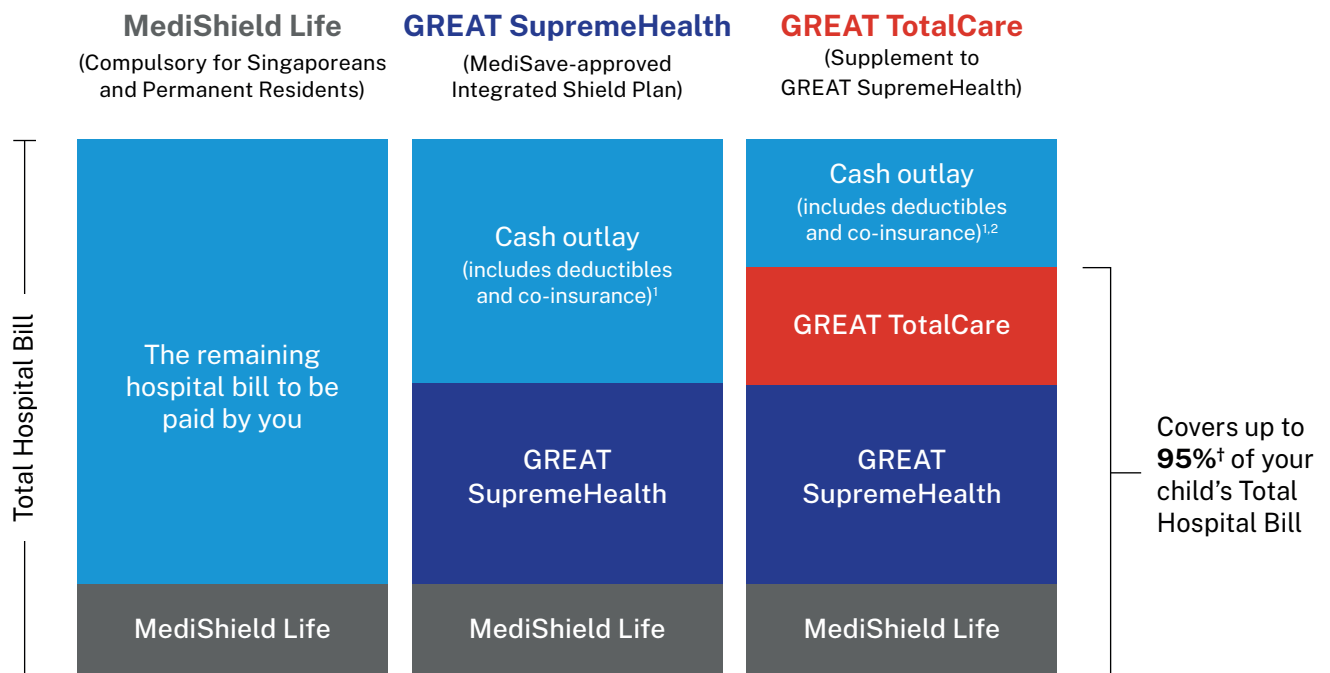 MediShield Life
(Compulsory for Singaporeans
and Permanent Residents)
GREAT SupremeHealth
(MediSave-approved
Integrated Shield Plan)
GREAT TotalCare
(Supplement to
GREAT SupremeHealth)
Total Hospital Bill
The remaining
hospital bill to be
paid by you
MediShield Life
Cash outlay
(includes deductibles
and co-insurance)¹
GREAT
SupremeHealth
MediShield Life
Cash outlay
(includes deductibles
and co-insurance)¹,²
GREAT TotalCare
GREAT
SupremeHealth
MediShield Life
Covers up to
95%† of your
child’s Total
Hospital Bill